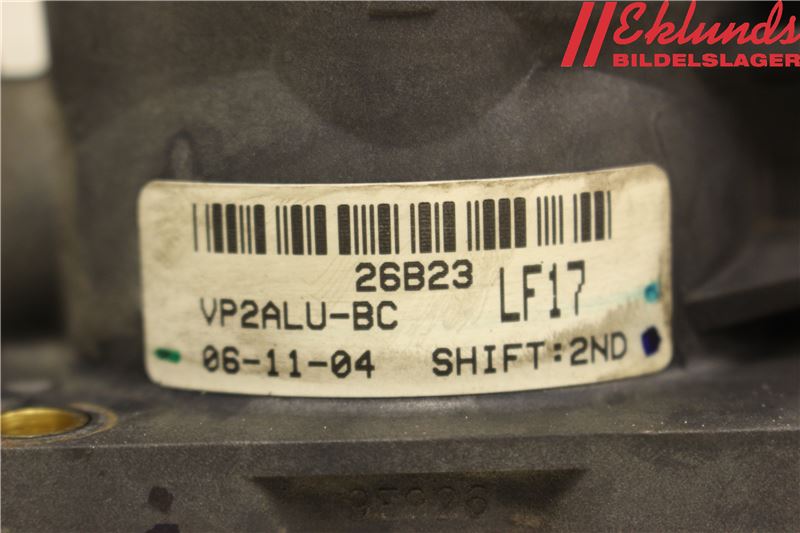 Eklunds
BILDELSLAGER
26B23
LF17
VP2ALU-BC
06-11-04 SHIFT:2ND